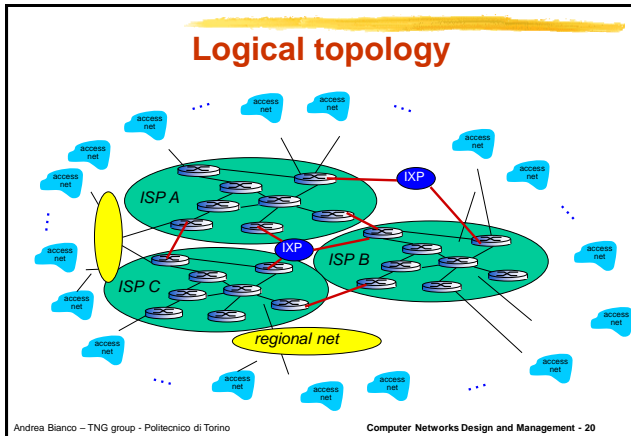 Logical topology
access
net
access
net
access
net
access
net
access
net
access
net
access
net
IXP
ISP A
access
net
IXP
ISP B
access
net
ISP C
access
net
access
net
regional net
access
net
access
net
access
net
access
net
access
net
access
net
Andrea Bianco – TNG group - Politecnico di Torino
Computer Networks Design and Management - 20